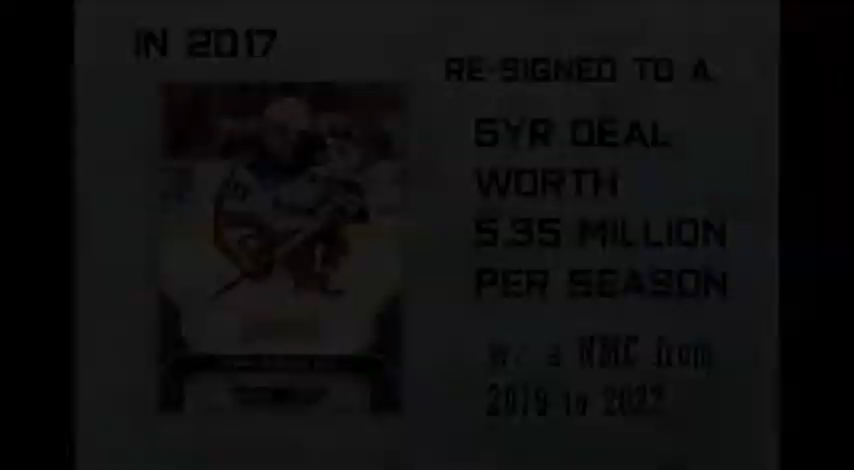 IN 2017
RE-SIGNED TO A
5YR DEAL
WORTH
5.35 MILLION
PER SEASON
w/ a NMC from
2019 to 2022